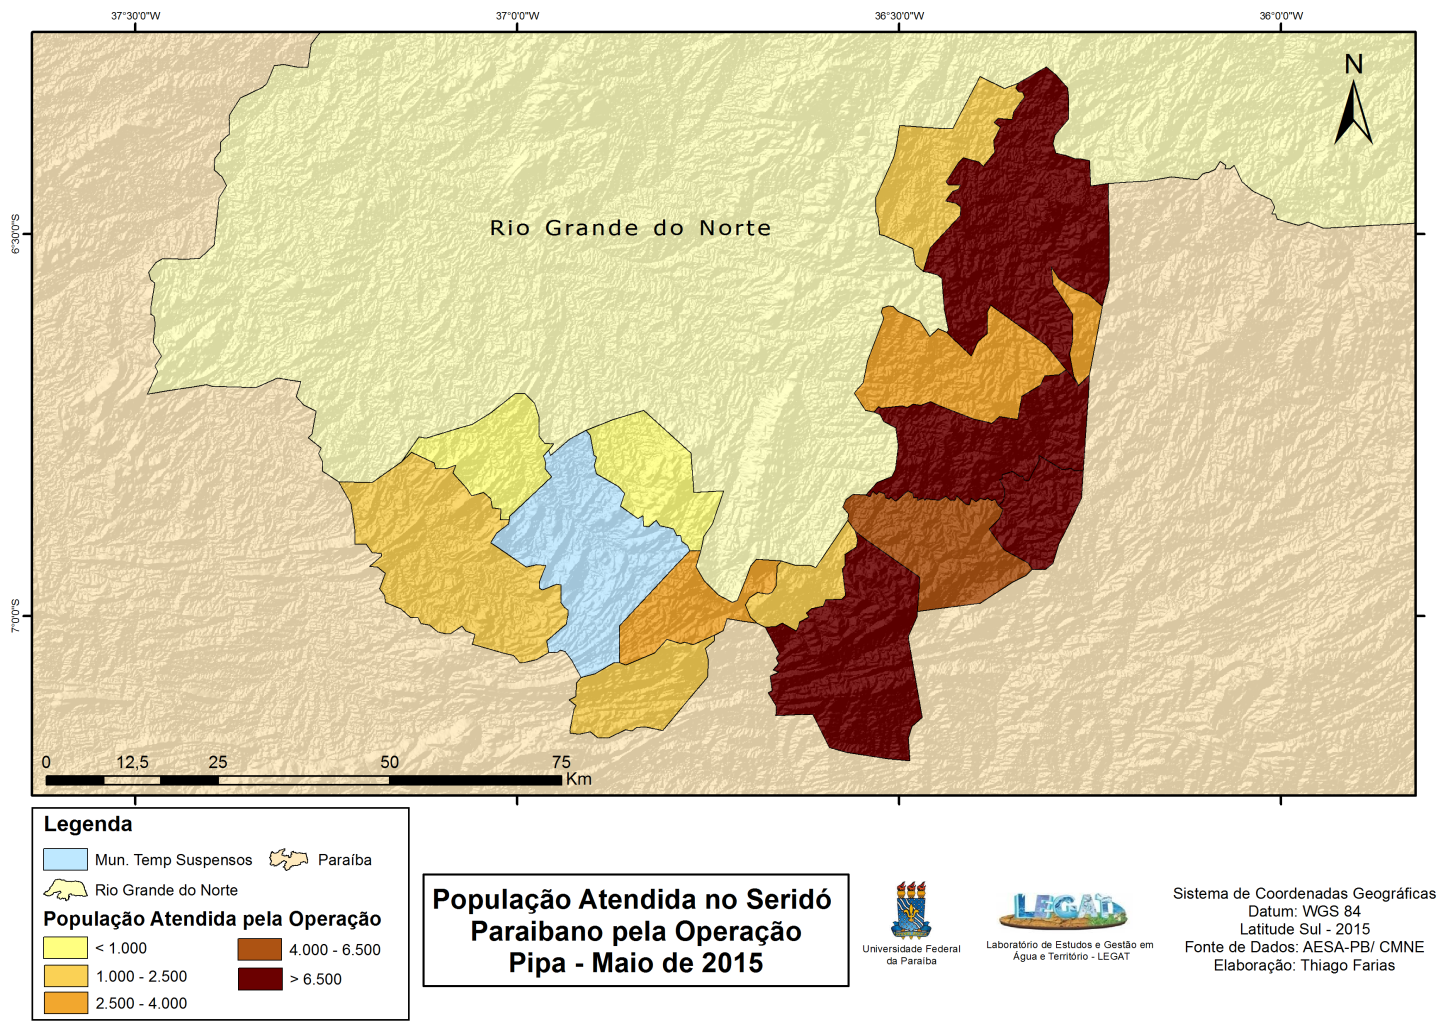 37°30'0"W
37°0'0"W
36°30'0"W
36°0'0"W
N
6°30'0"S
Rio Grande do Norte
7°0'0"S
0 12,5 25 50 75
Km
Legenda
Mun. Temp Suspensos
Paraíba
Rio Grande do Norte
População Atendida pela Operação
< 1.000
1.000 - 2.500
2.500 - 4.000
4.000 - 6.500
> 6.500
População Atendida no Seridó
Paraibano pela Operação
Pipa - Maio de 2015
Universidade Federal
da Paraíba
LEGAT
Laboratório de Estudos e Gestão em
Água e Território - LEGAT
Sistema de Coordenadas Geográficas
Datum: WGS 84
Latitude Sul - 2015
Fonte de Dados: AESA-PB/ CMNE
Elaboração: Thiago Farias